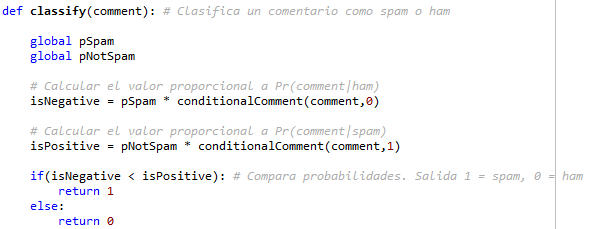 def classify(comment): # Clasifica un comentario como spam o ham
global pSpam
global pNotSpam
# Calcular el valor proporcional a Pr(comment|ham)
isNegative = pSpam * conditionalComment(comment,0)
# Calcular el valor proporcional a Pr(comment|spam)
isPositive = pNotSpam * conditionalComment(comment,1)
if(isNegative < isPositive): # Compara probabilidades. Salida 1 = spam, 0 = ham
return 1
else:
return 0